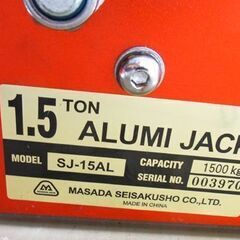 1.5 TON
ALUMI JACK
MODEL SJ-15AL CAPACITY 1500 kg
SERIAL NO.
MASADA SEISAKUSHO CO.,LTD.
MADE IN CHINA